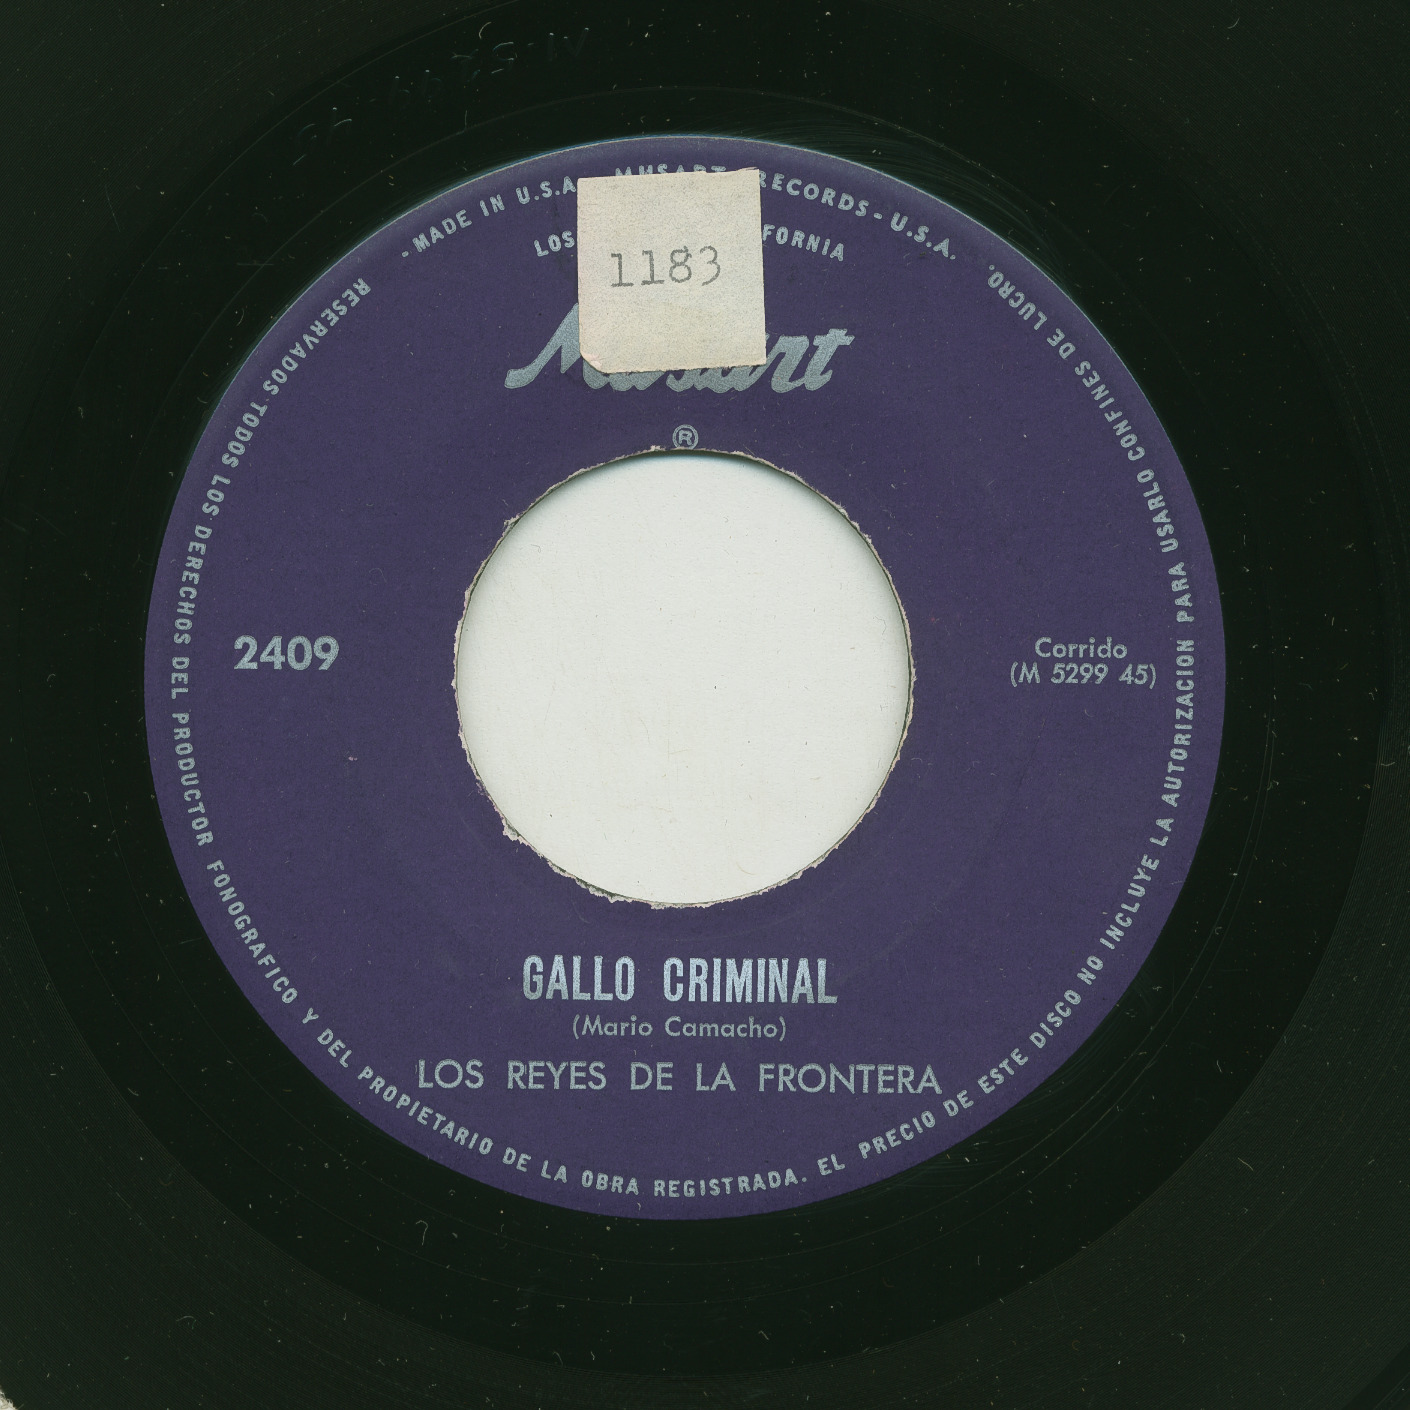 - MADE IN U.S.A. MUSART RECORDS - U.S.A.
LOS FORNIA
1183
Musart
®
2409
Corrido
(M 5299 45)
GALLO CRIMINAL
(Mario Camacho)
LOS REYES DE LA FRONTERA
RESERVADOS TODOS LOS DERECHOS DEL PRODUCTOR FONOGRAFICO Y DEL PROPIETARIO DE LA OBRA REGISTRADA. EL PRECIO DE ESTE DISCO NO INCLUYE LA AUTORIZACION PARA USARLO CONFINES DE LUCRO.